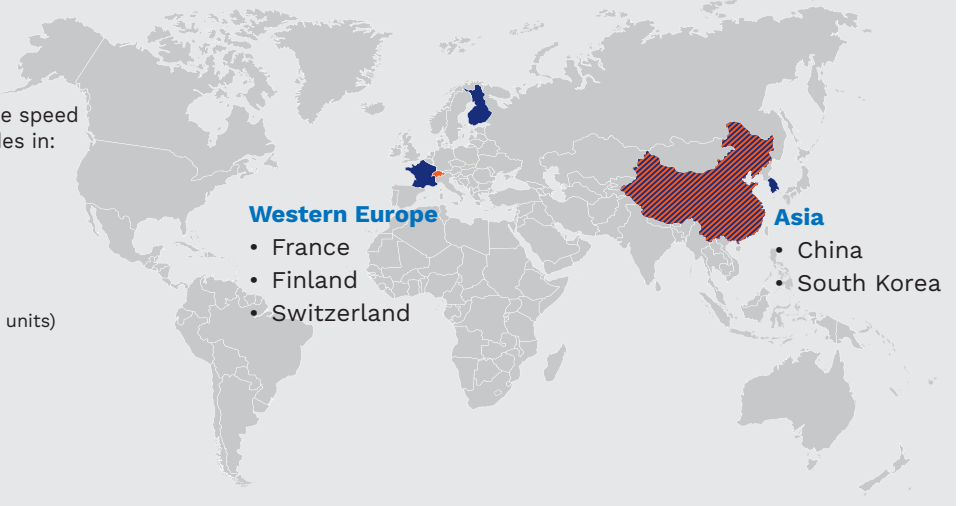 e speed
les in:
units)
Western Europe
• France
• Finland
• Switzerland
Asia
• China
• South Korea